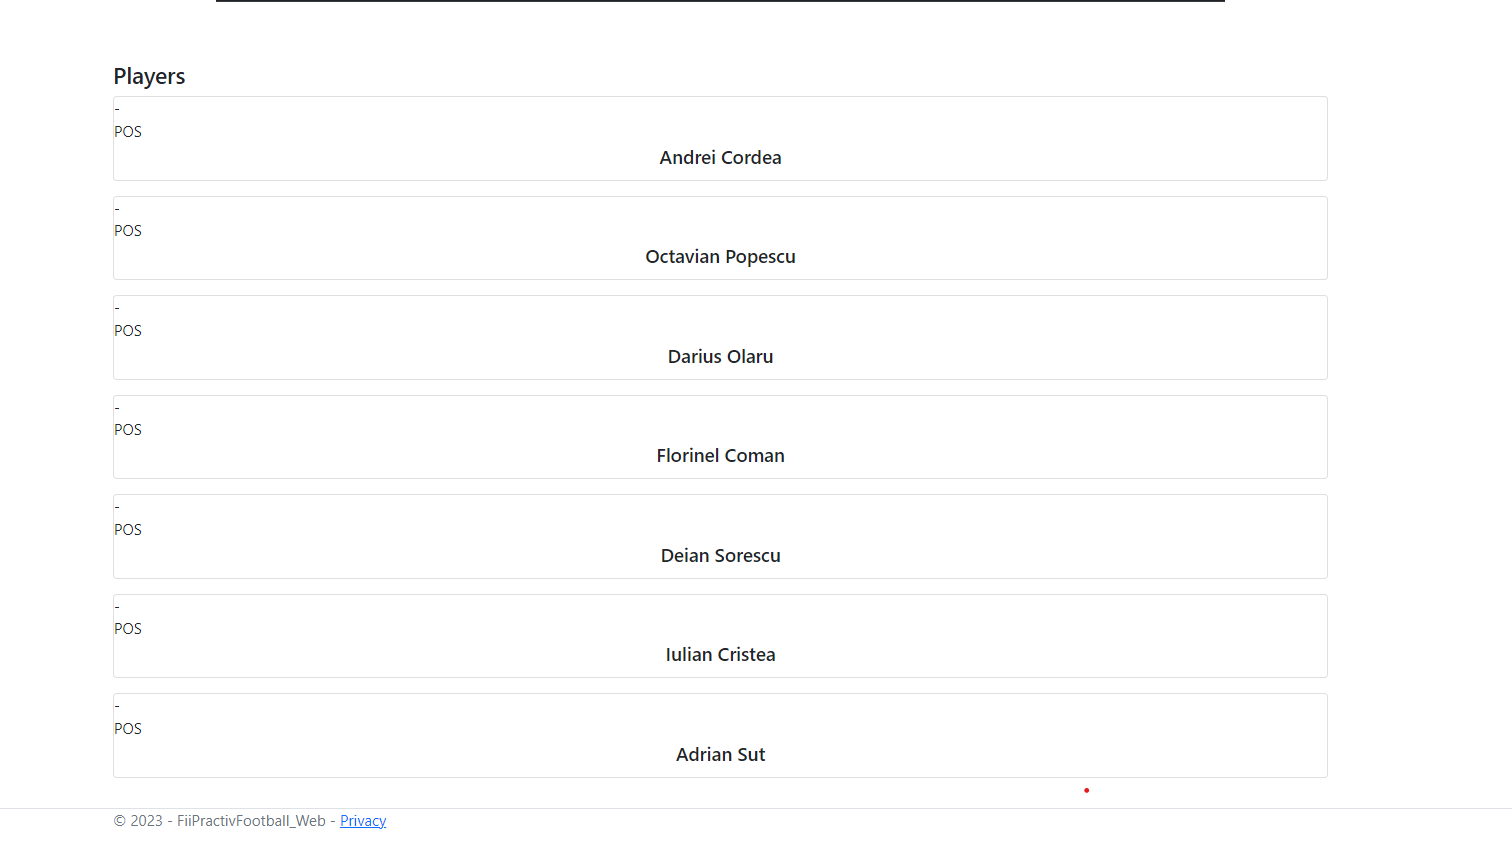 Players
-
POS
Andrei Cordea
-
POS
Octavian Popescu
-
POS
Darius Olaru
-
POS
Florinel Coman
-
POS
Deian Sorescu
-
POS
Iulian Cristea
-
POS
Adrian Sut
© 2023 - FiiPractivFootball_Web - Privacy